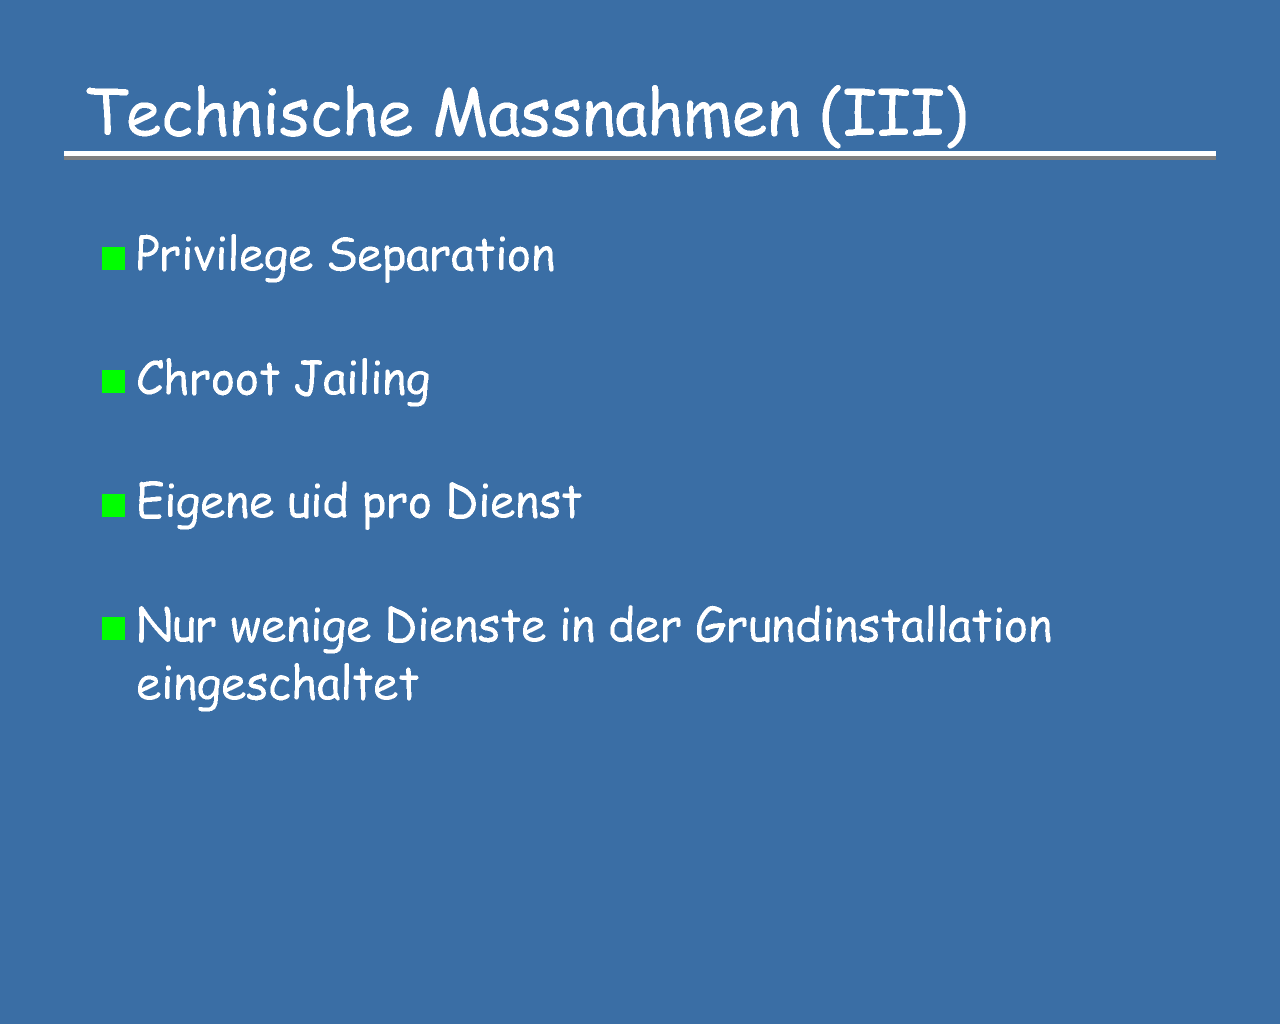 Technische Massnahmen (III)
Privilege Separation
Chroot Jailing
Eigene uid pro Dienst
Nur wenige Dienste in der Grundinstallation
eingeschaltet